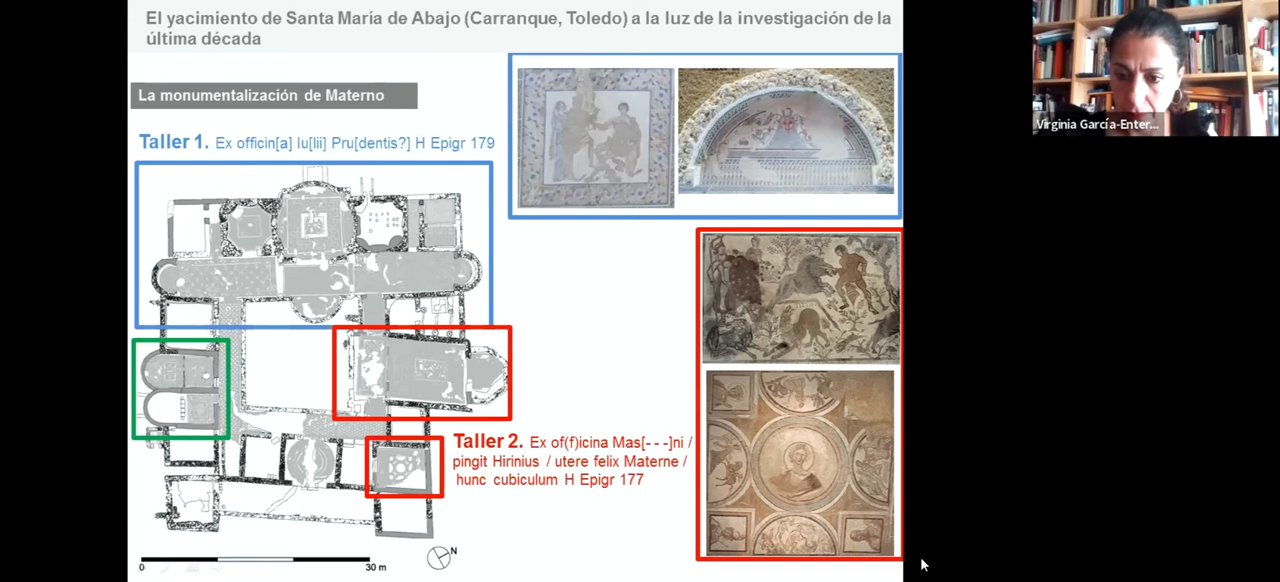 El yacimiento de Santa María de Abajo (Carranque, Toledo) a la luz de la investigación de la
última década
La monumentalización de Materno
Taller 1. Ex officin[a] Iu[lii] Pru[dentis?] H Epigr 179
Taller 2. Ex of(f)icina Mas[- - -]ni /
pingit Hirinius / utere felix Materne /
hunc cubiculum H Epigr 177
0 30 m
N
Virginia García-Enter...